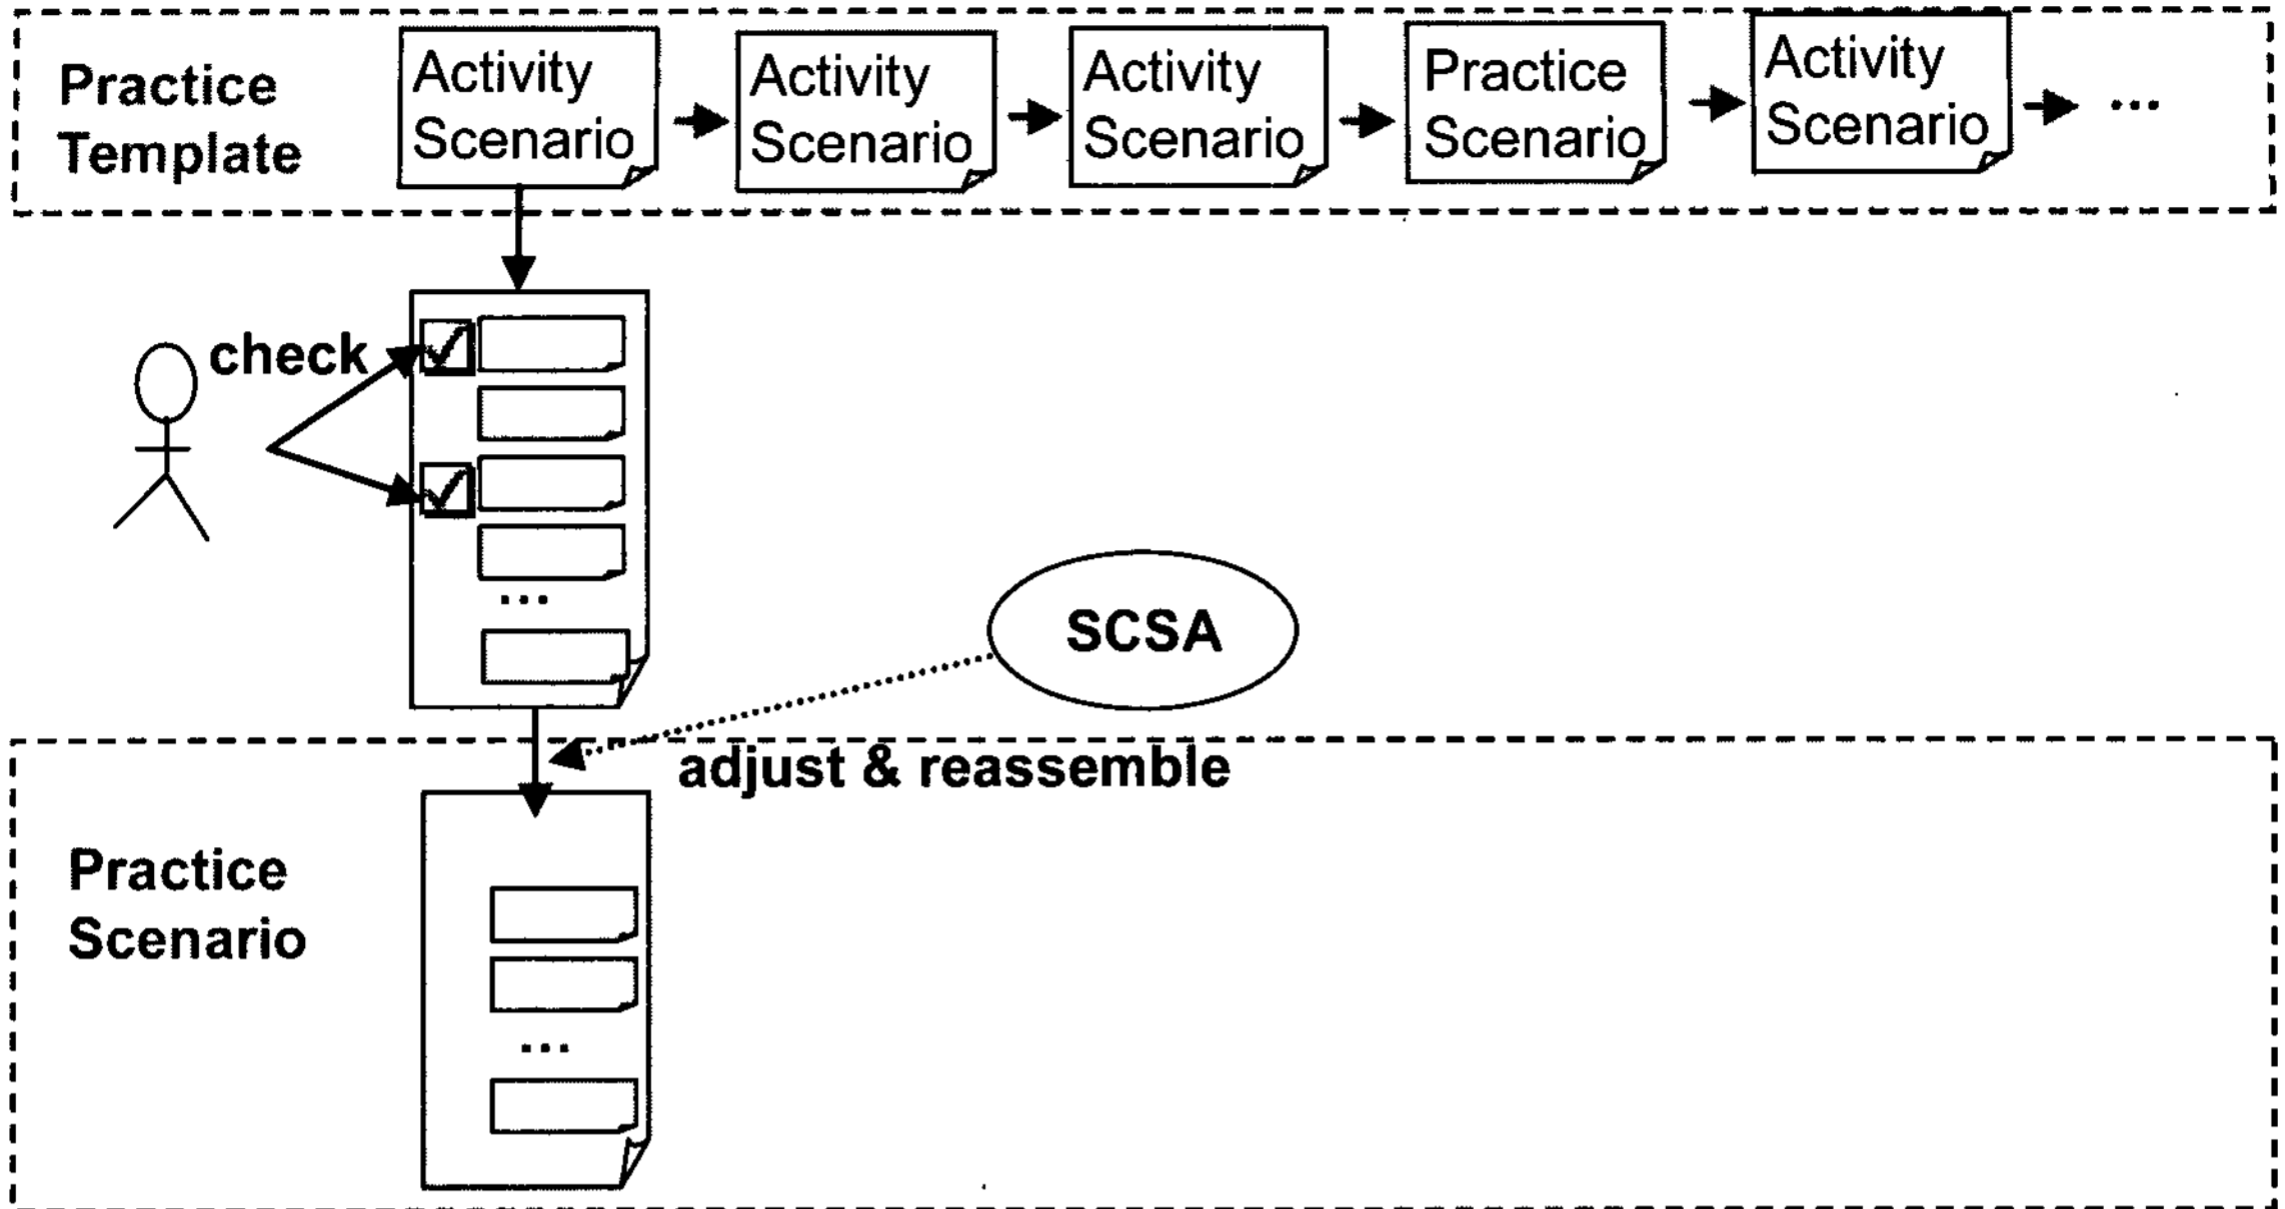 Practice
Template
Activity
Scenario
Activity
Scenario
Activity
Scenario
Practice
Scenario
Activity
Scenario
...
check
...
SCSA
adjust & reassemble
Practice
Scenario
...